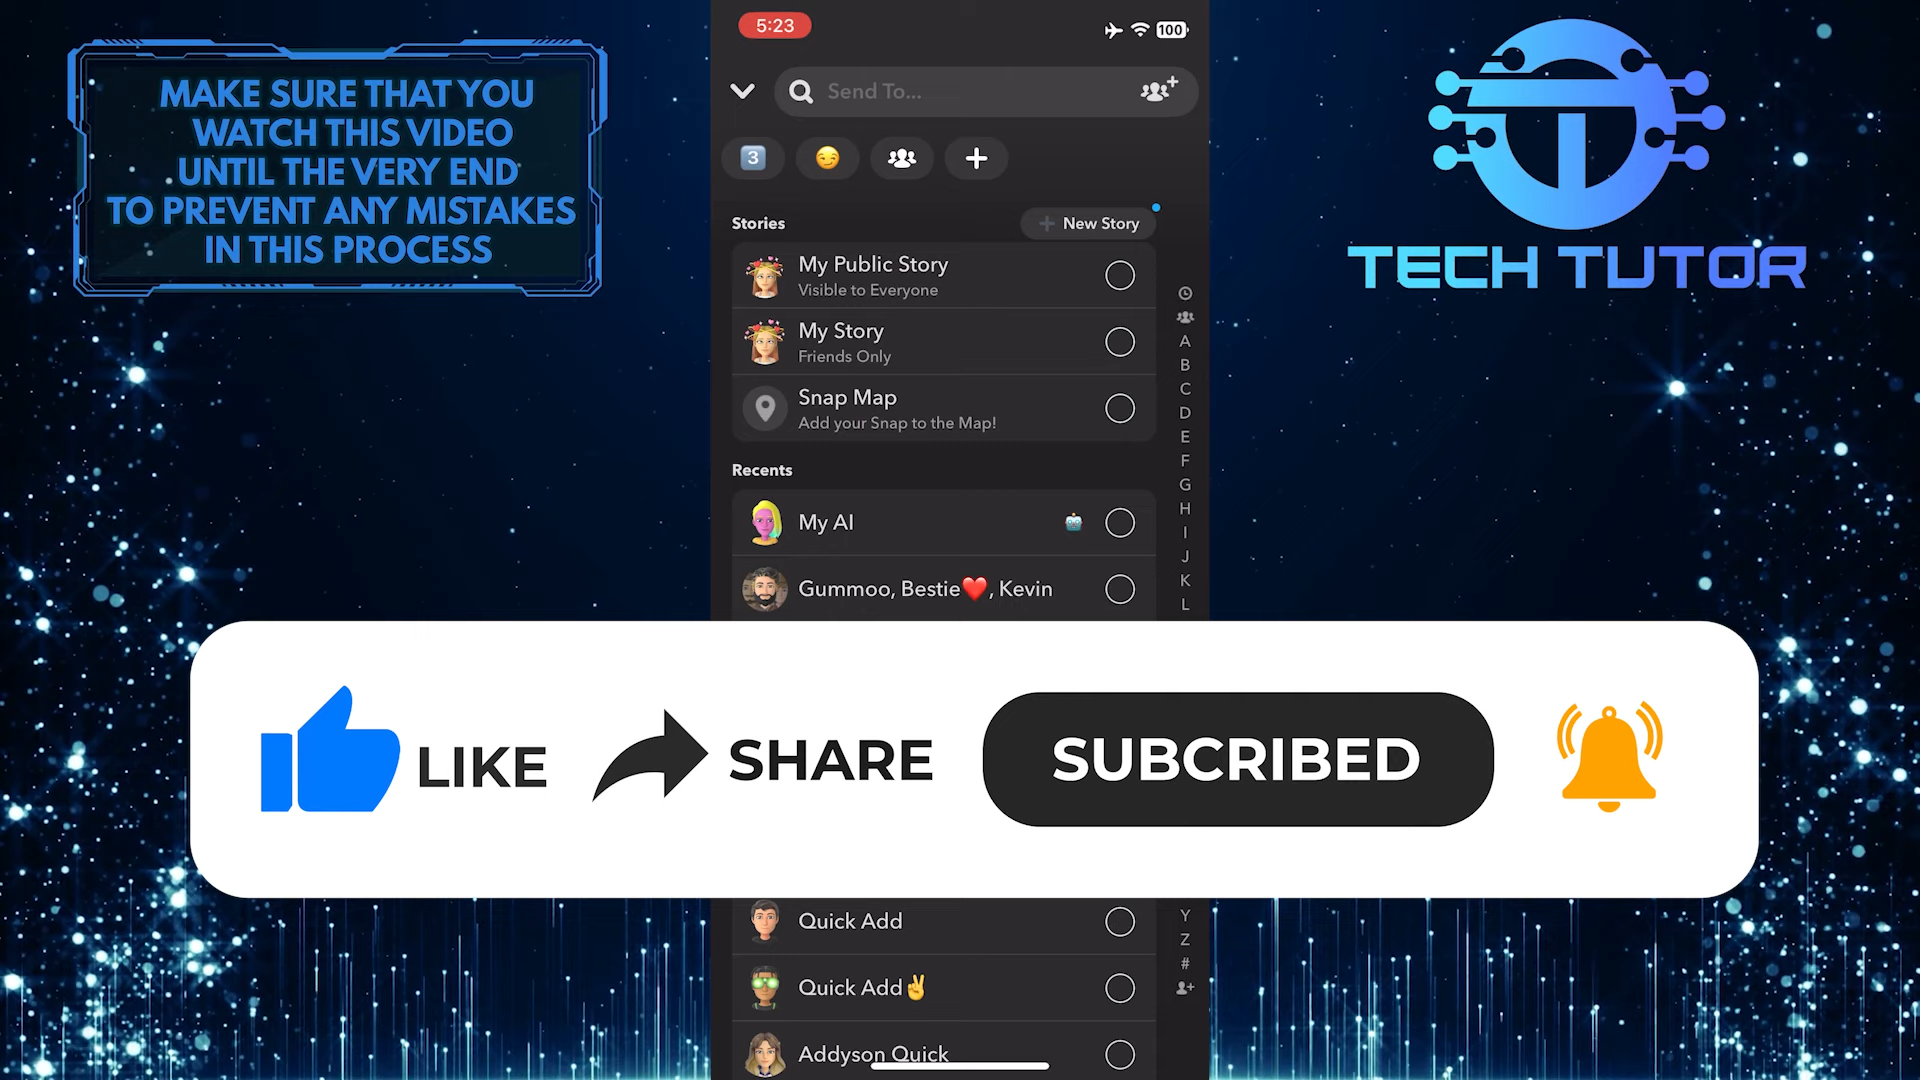 MAKE SURE THAT YOU
WATCH THIS VIDEO
UNTIL THE VERY END
TO PREVENT ANY MISTAKES
IN THIS PROCESS
5:23
100
Send To...
3
Stories
+ New Story
My Public Story
Visible to Everyone
My Story
Friends Only
Snap Map
Add your Snap to the Map!
Recents
My AI
Gummoo, Bestie❤️, Kevin
A
B
C
D
E
F
G
H
I
J
K
L
TECH TUTOR
LIKE
SHARE
SUBCRIBED
Quick Add
Quick Add✌️
Addyson Quick
Y
Z
#